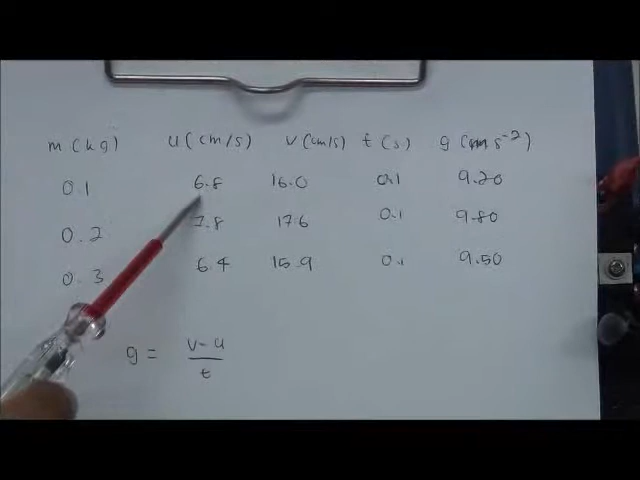 m (kg) u (cm/s) v (cm/s) t (s) g (ms⁻²)
0.1 6.8 16.0 0.1 9.20
0.2 7.8 17.6 0.1 9.80
0.3 6.4 15.9 0.1 9.50
g = v-u
t